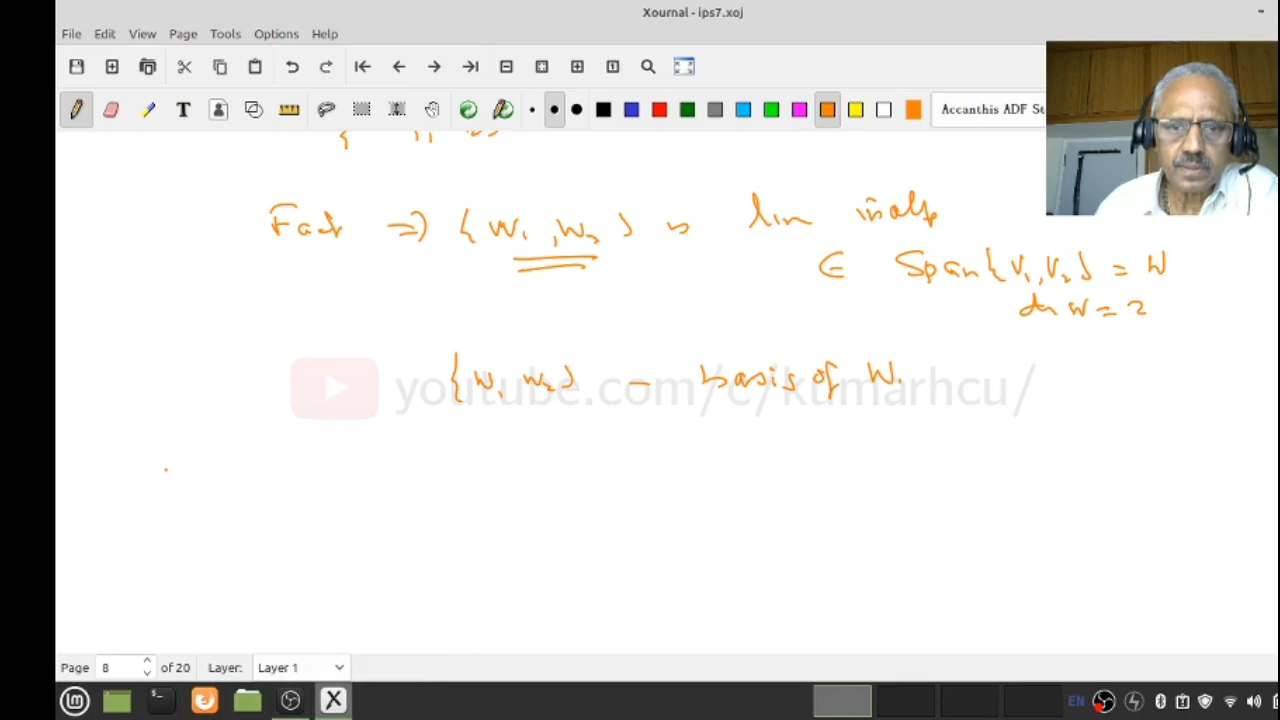 Xournal - ips7.xoj
File Edit View Page Tools Options Help
Accanthis ADF St
Fact ⇒ {w₁, w₂} is lin indep
∈ Span{v₁, v₂} = W
dim W = 2
{w₁, w₂} - basis of W.
youtube.com/c/kumarhcu/
Page 8 of 20 Layer: Layer 1
EN